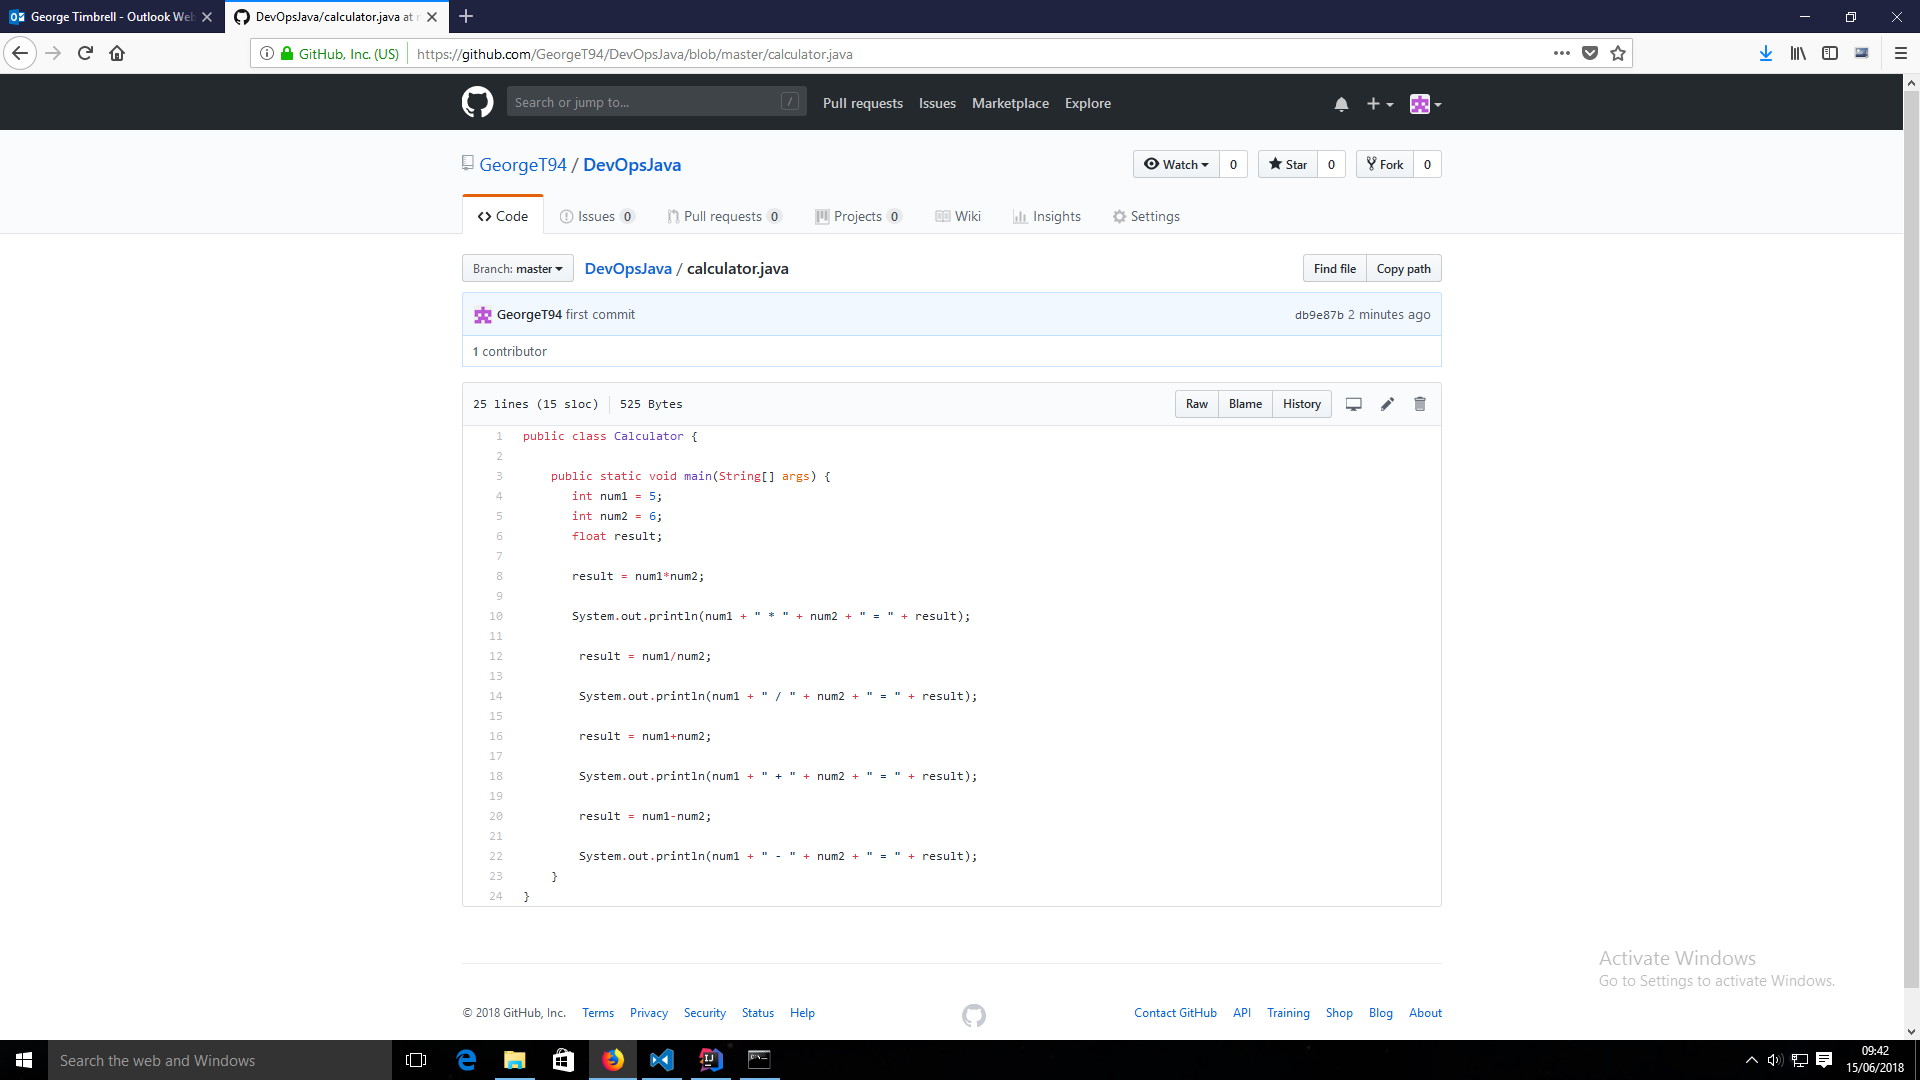 George Timbrell - Outlook Web
DevOpsJava/calculator.java at
GitHub, Inc. (US)
https://github.com/GeorgeT94/DevOpsJava/blob/master/calculator.java
Search or jump to...
/
Pull requests
Issues
Marketplace
Explore
GeorgeT94 / DevOpsJava
Watch 0
Star 0
Fork 0
Code
Issues 0
Pull requests 0
Projects 0
Wiki
Insights
Settings
Branch: master
DevOpsJava / calculator.java
Find file
Copy path
GeorgeT94 first commit
db9e87b 2 minutes ago
1 contributor
25 lines (15 sloc)
525 Bytes
Raw
Blame
History
1 public class Calculator {
2
3 public static void main(String[] args) {
4 int num1 = 5;
5 int num2 = 6;
6 float result;
7
8 result = num1*num2;
9
10 System.out.println(num1 + " * " + num2 + " = " + result);
11
12 result = num1/num2;
13
14 System.out.println(num1 + " / " + num2 + " = " + result);
15
16 result = num1+num2;
17
18 System.out.println(num1 + " + " + num2 + " = " + result);
19
20 result = num1-num2;
21
22 System.out.println(num1 + " - " + num2 + " = " + result);
23 }
24 }
Activate Windows
Go to Settings to activate Windows.
© 2018 GitHub, Inc.
Terms
Privacy
Security
Status
Help
Contact GitHub
API
Training
Shop
Blog
About
Search the web and Windows
09:42
15/06/2018